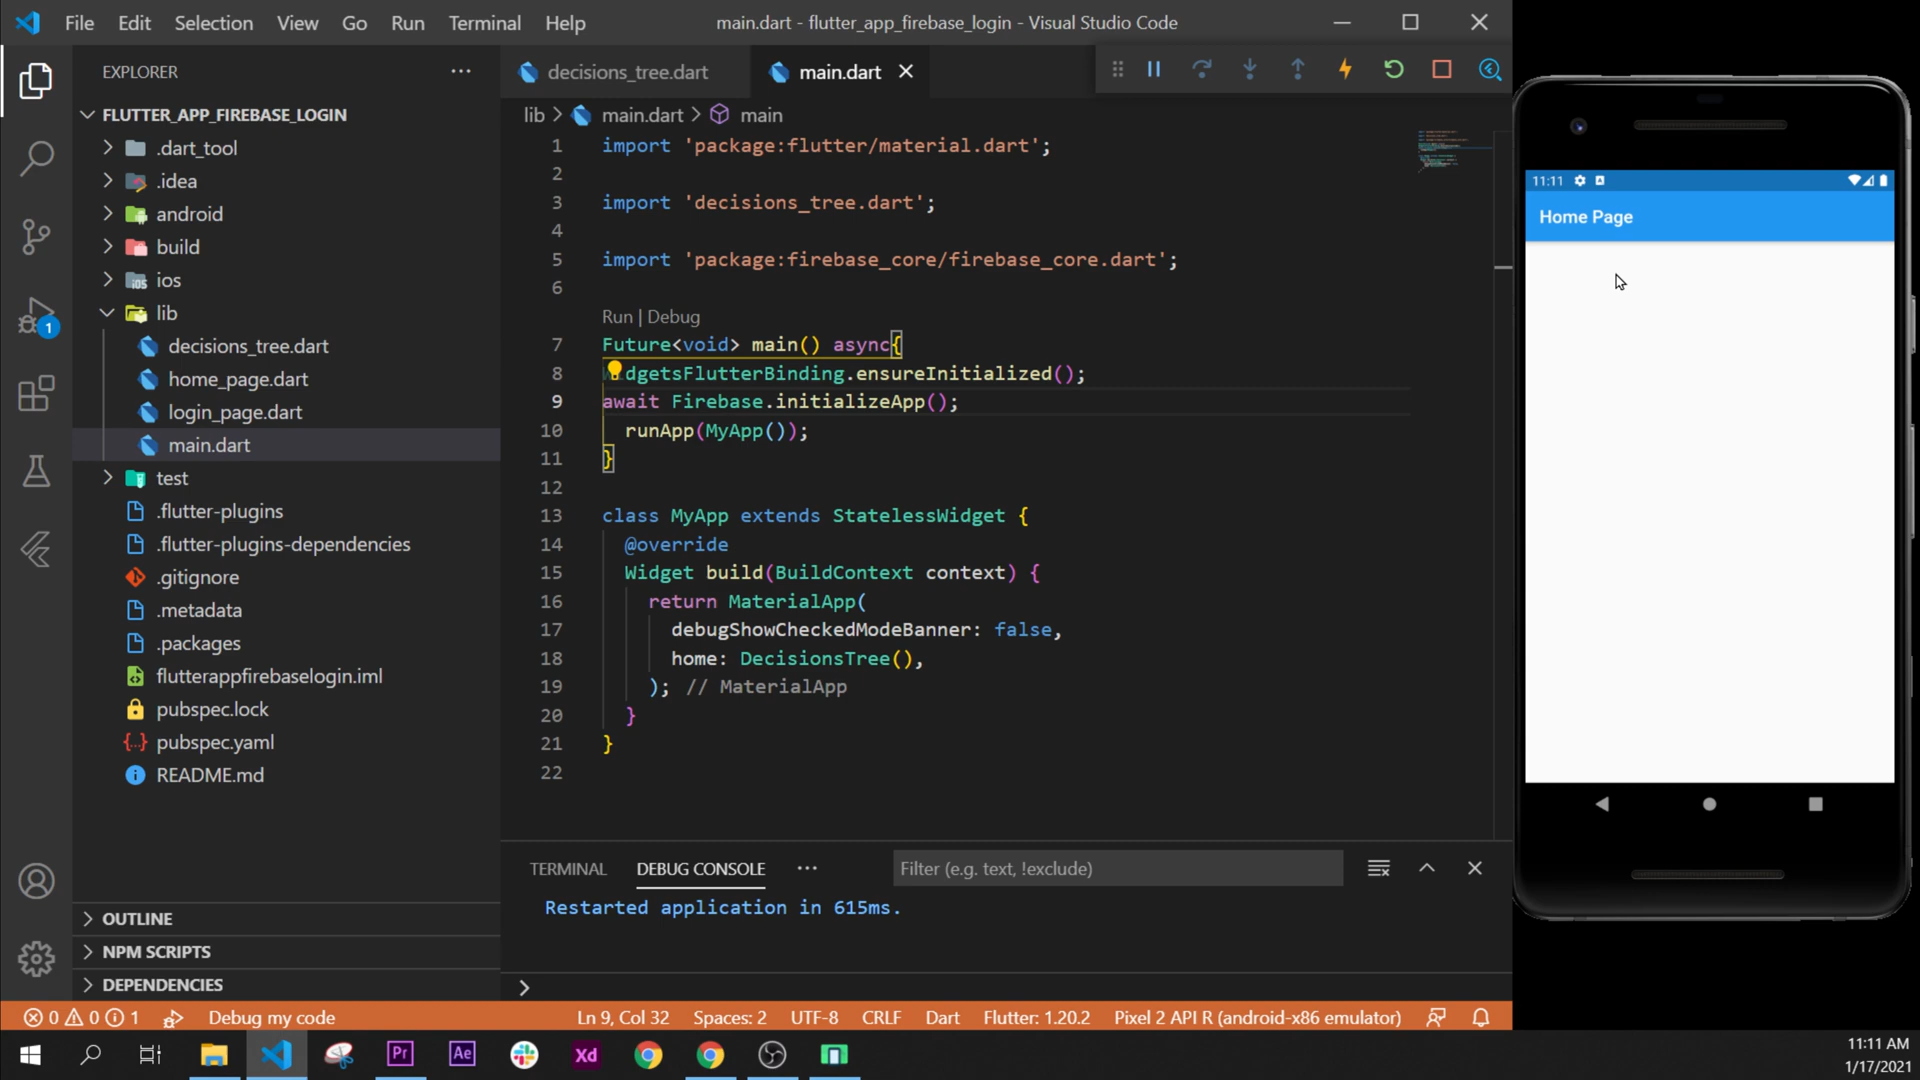 File Edit Selection View Go Run Terminal Help
main.dart - flutter_app_firebase_login - Visual Studio Code
EXPLORER
FLUTTER_APP_FIREBASE_LOGIN
.dart_tool
.idea
android
build
ios
lib
decisions_tree.dart
home_page.dart
login_page.dart
main.dart
test
.flutter-plugins
.flutter-plugins-dependencies
.gitignore
.metadata
.packages
flutterappfirebaselogin.iml
pubspec.lock
pubspec.yaml
README.md
OUTLINE
NPM SCRIPTS
DEPENDENCIES
1
decisions_tree.dart main.dart
lib > main.dart > main
1 import 'package:flutter/material.dart';
2
3 import 'decisions_tree.dart';
4
5 import 'package:firebase_core/firebase_core.dart';
6
Run | Debug
7 Future<void> main() async{
8 dgetsFlutterBinding.ensureInitialized();
9 await Firebase.initializeApp();
10 runApp(MyApp());
11 }
12
13 class MyApp extends StatelessWidget {
14 @override
15 Widget build(BuildContext context) {
16 return MaterialApp(
17 debugShowCheckedModeBanner: false,
18 home: DecisionsTree(),
19 ); // MaterialApp
20 }
21 }
22
TERMINAL DEBUG CONSOLE ... Filter (e.g. text, !exclude)
Restarted application in 615ms.
>
11:11
Home Page
0 0 1 Debug my code Ln 9, Col 32 Spaces: 2 UTF-8 CRLF Dart Flutter: 1.20.2 Pixel 2 API R (android-x86 emulator)
Pr Ae Xd
11:11 AM
1/17/2021